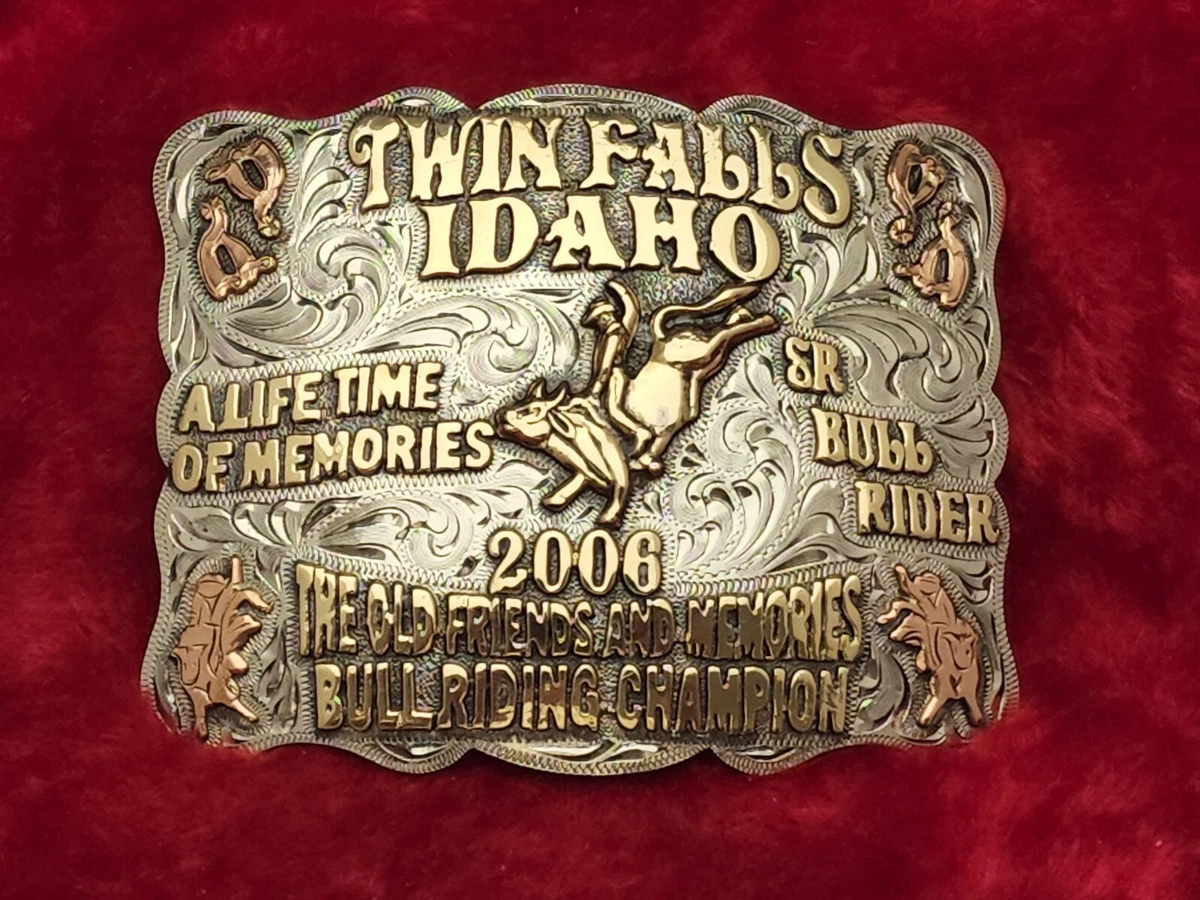 TWIN FALLS
IDAHO
A LIFE TIME
OF MEMORIES
SR
BULL
RIDER
2006
THE OLD FRIENDS AND MEMORIES
BULL RIDING CHAMPION